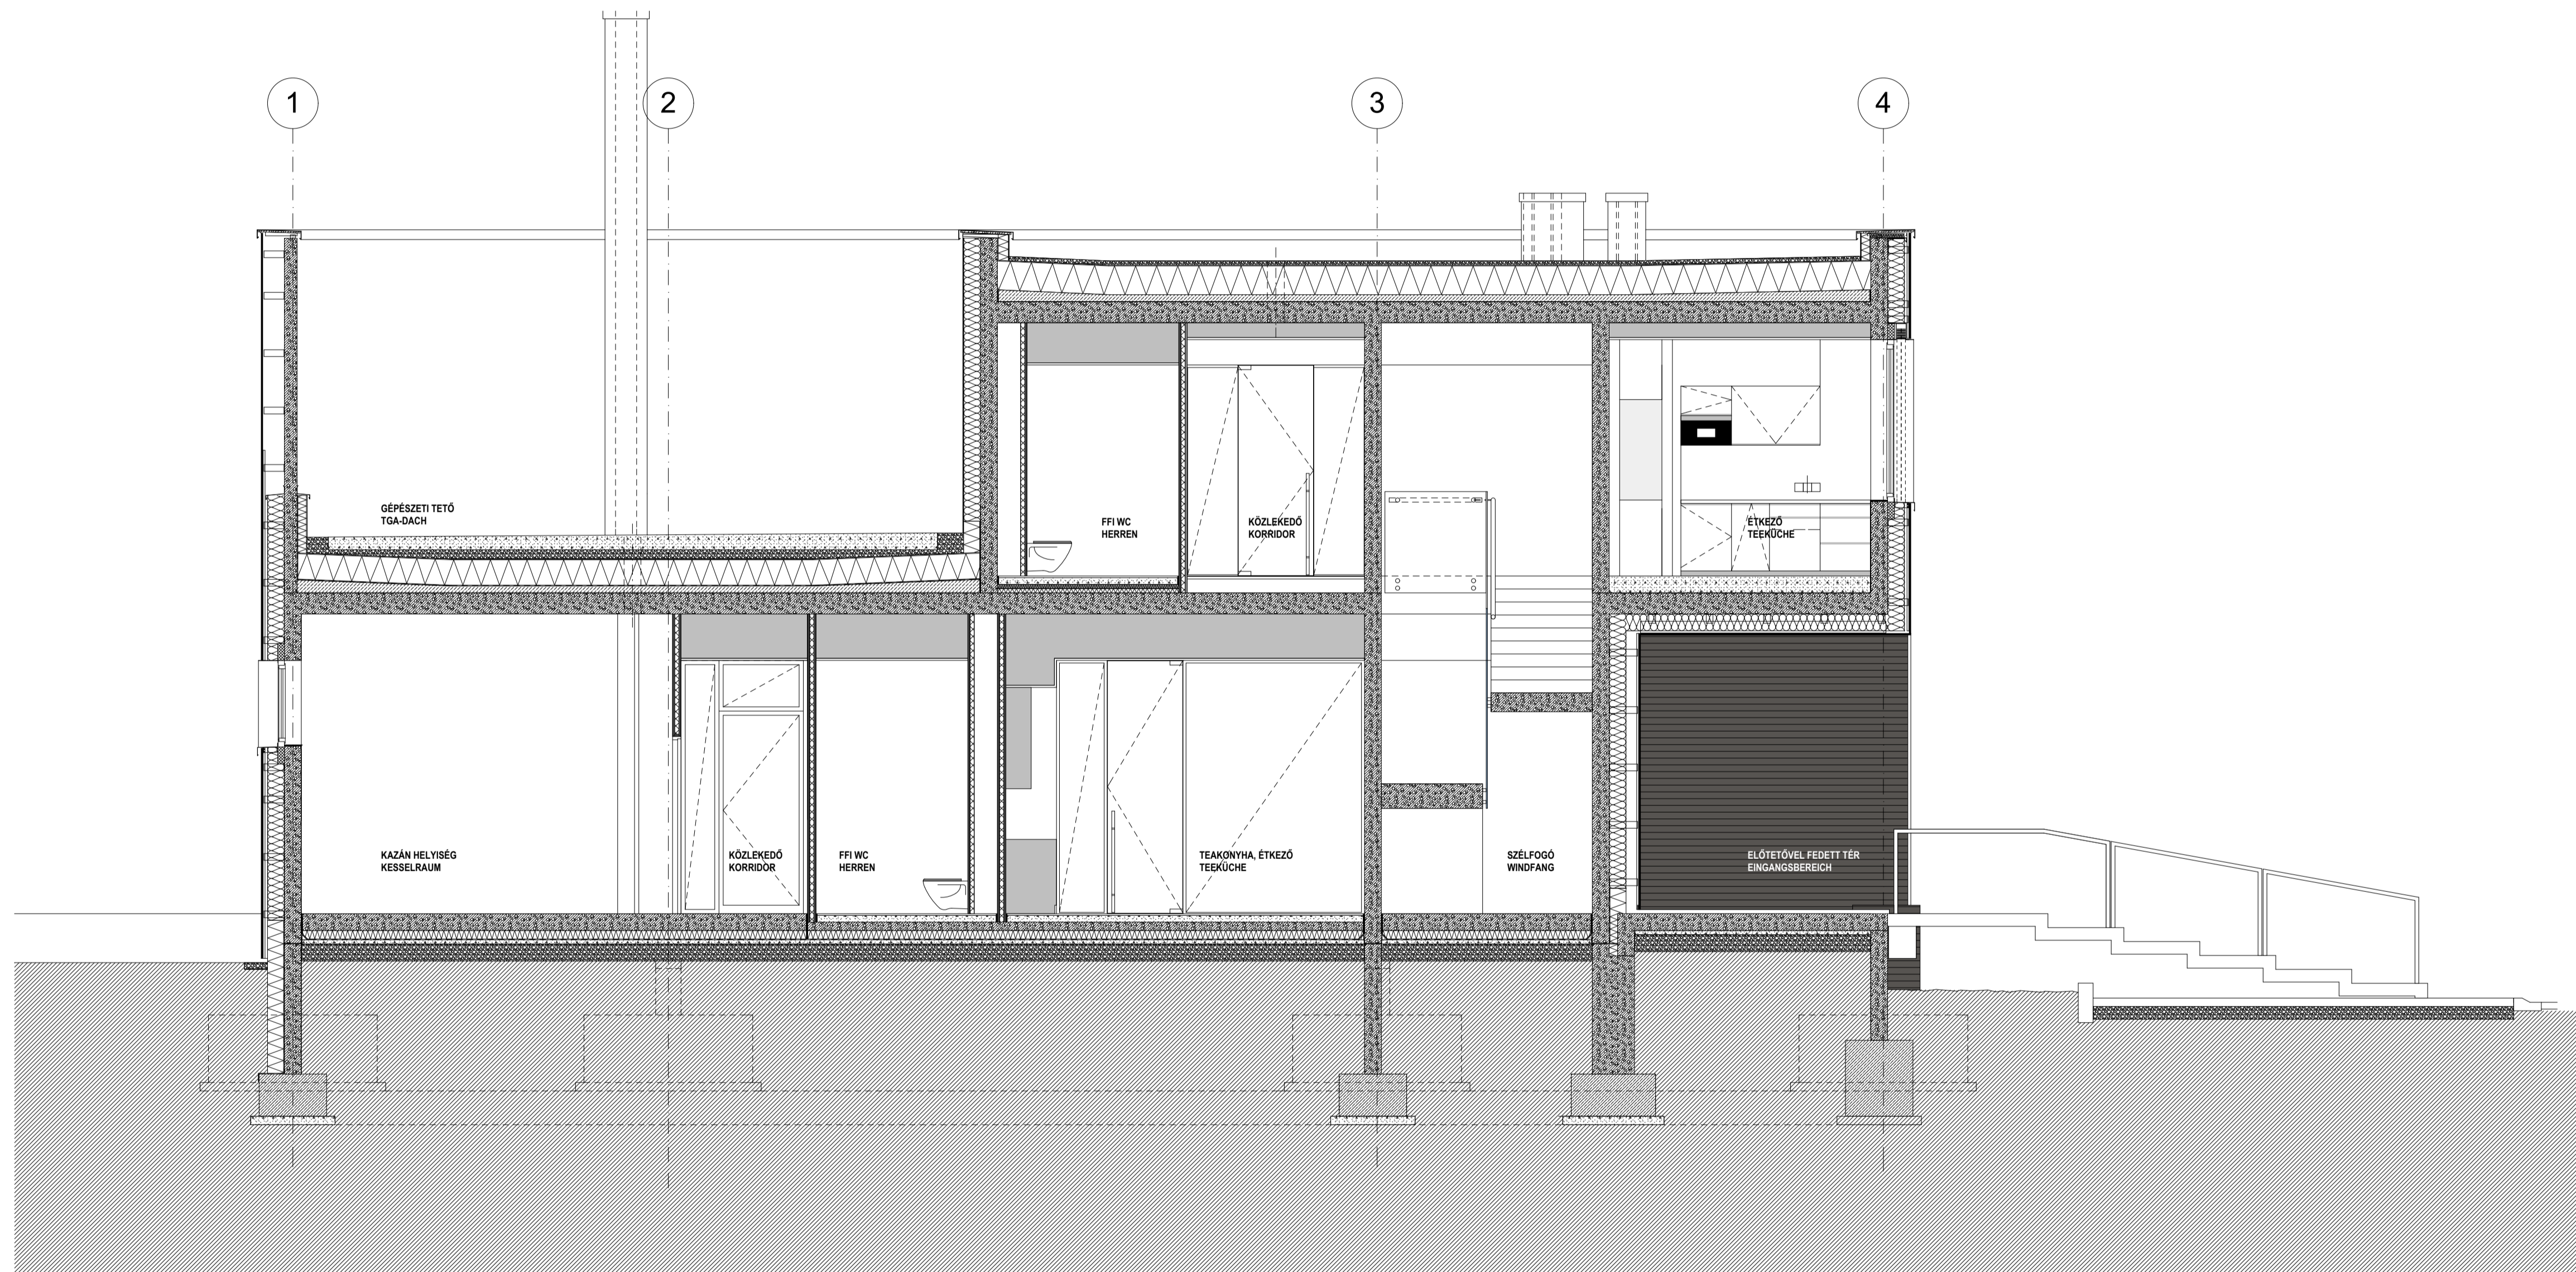 1
2
3
4
GÉPÉSZETI TETŐ
TGA-DACH
FFI WC
HERREN
KÖZLEKEDŐ
KORRIDOR
ÉTKEZŐ
TEEKÜCHE
KAZÁN HELYISÉG
KESSELRAUM
KÖZLEKEDŐ
KORRIDOR
FFI WC
HERREN
TEAKONYHA, ÉTKEZŐ
TEEKÜCHE
SZÉLFOGÓ
WINDFANG
ELŐTETŐVEL FEDETT TÉR
EINGANGSBEREICH